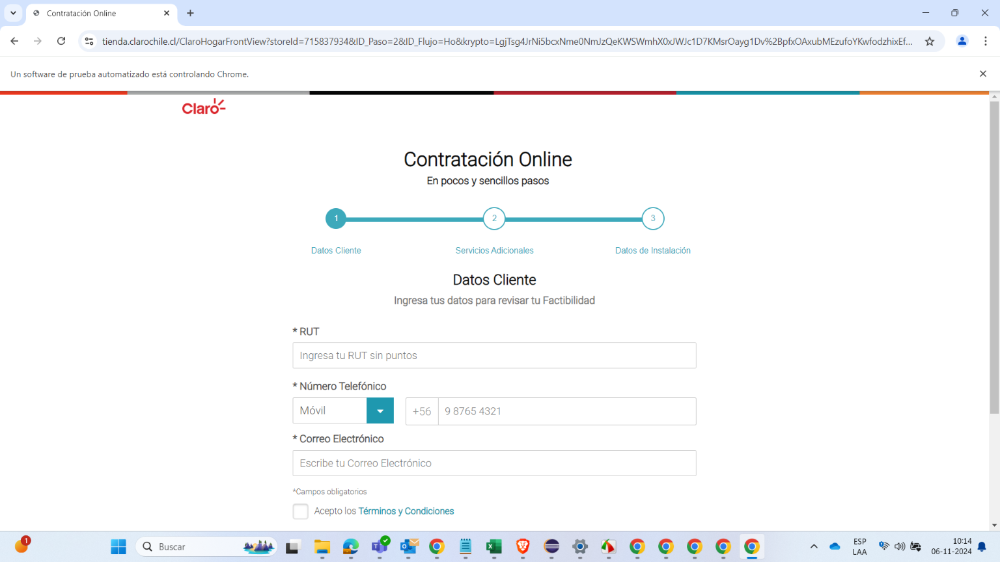 Contratación Online
tienda.clarochile.cl/ClaroHogarFrontView?storeId=715837934&ID_Paso=2&ID_Flujo=Ho&krypto=LgjTsg4JrNi5bcxNme0NmJzQeKWSWmhX0xJWJc1D7KMsrOayg1Dv%2BpfxOAxubMEzufoYKwfodzhixEf...
Un software de prueba automatizado está controlando Chrome.
Claro
Contratación Online
En pocos y sencillos pasos
1 2 3
Datos Cliente Servicios Adicionales Datos de Instalación
Datos Cliente
Ingresa tus datos para revisar tu Factibilidad
* RUT
Ingresa tu RUT sin puntos
* Número Telefónico
Móvil +56 9 8765 4321
* Correo Electrónico
Escribe tu Correo Electrónico
*Campos obligatorios
Acepto los Términos y Condiciones
1 Buscar ESP 10:14
LAA 06-11-2024